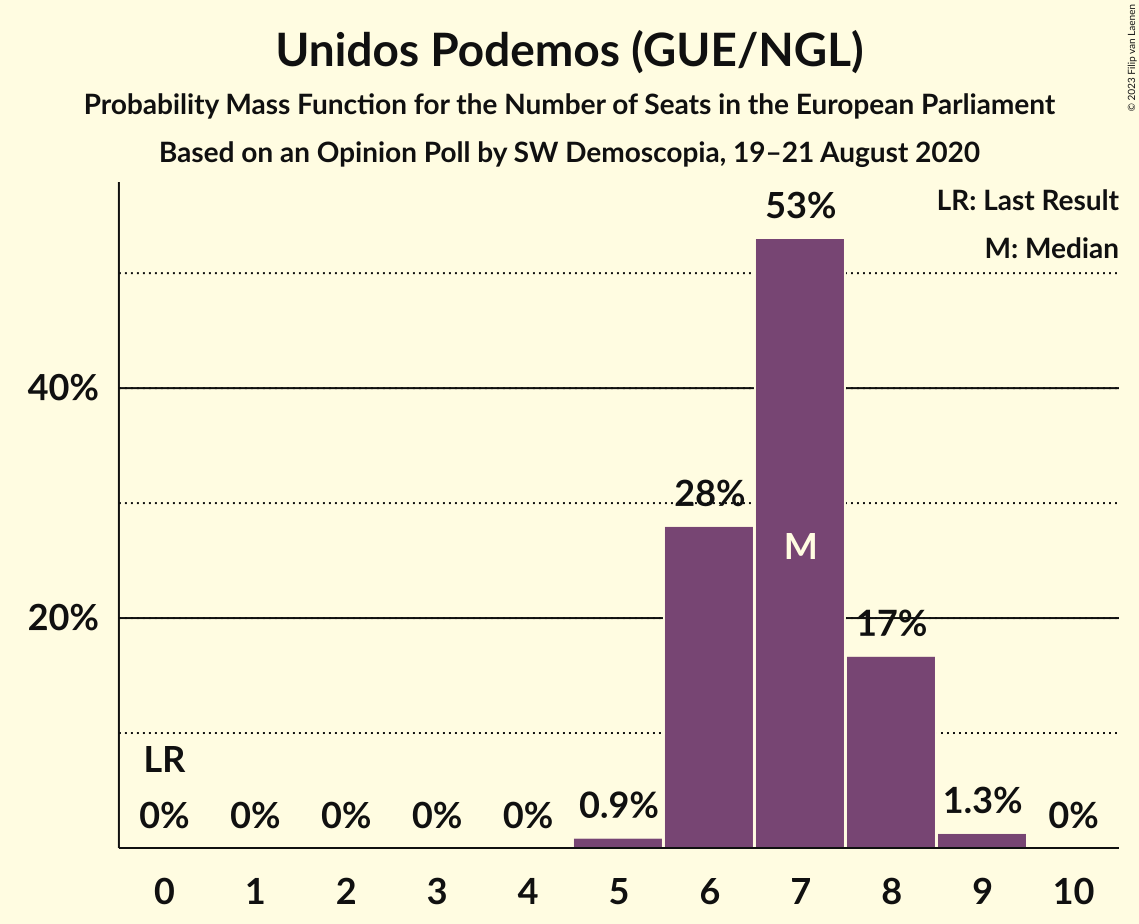 Unidos Podemos (GUE/NGL)
Probability Mass Function for the Number of Seats in the European Parliament
Based on an Opinion Poll by SW Demoscopia, 19–21 August 2020
© 2023 Filip van Laenen
LR: Last Result
M: Median
53%
40%
28%
M
20%
17%
LR
0% 0% 0% 0% 0% 0.9% 1.3% 0%
0 1 2 3 4 5 6 7 8 9 10